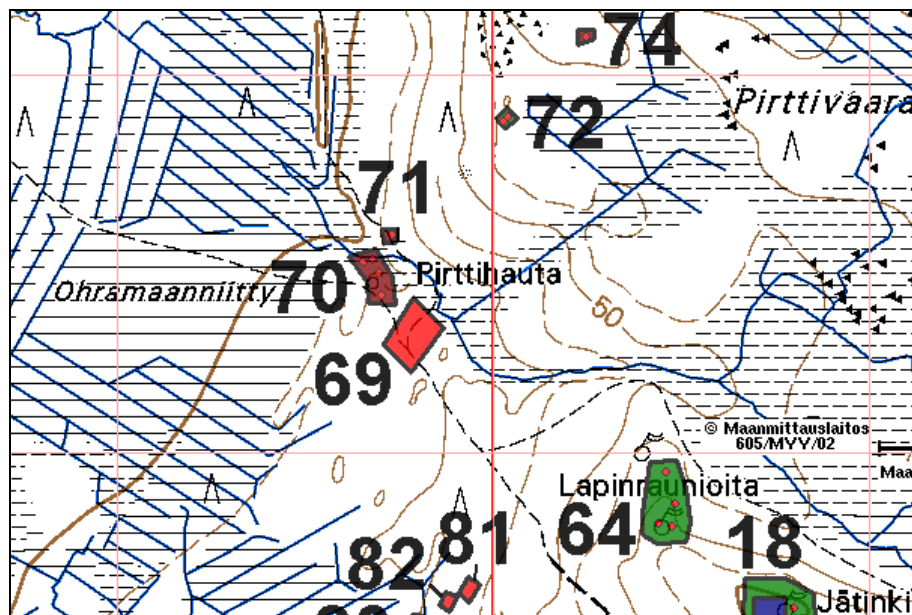 74
Pirttivaara
72
71
Pirttihauta
70
Ohramaanniitty
50
69
© Maanmittauslaitos
605/MYY/02
Maa
Lapinraunioita
64
18
81
82
Jätinki